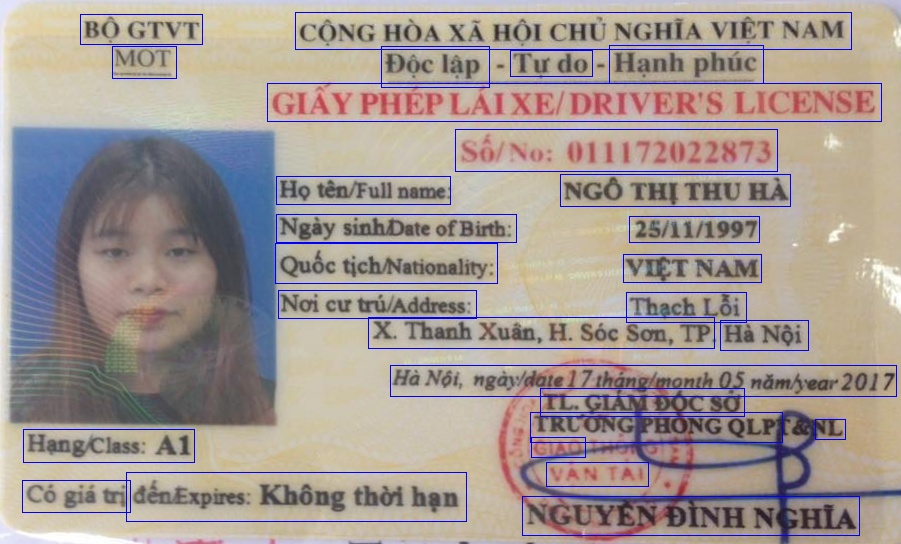 BỘ GTVT
MOT
CỘNG HÒA XÃ HỘI CHỦ NGHĨA VIỆT NAM
Độc lập - Tự do - Hạnh phúc
GIẤY PHÉP LÁI XE/ DRIVER'S LICENSE
Số/No: 011172022873
Họ tên/Full name: NGÔ THỊ THU HÀ
Ngày sinh/Date of Birth: 25/11/1997
Quốc tịch/Nationality: VIỆT NAM
Nơi cư trú/Address: Thạch Lỗi
X. Thanh Xuân, H. Sóc Sơn, TP. Hà Nội
Hà Nội, ngày/date 17 tháng/month 05 năm/year 2017
TL. GIÁM ĐỐC SỞ
TRƯỞNG PHÒNG QLPT&NL
GIAO THÔNG
VẬN TẢI
Hạng/Class: A1
Có giá trị đến/Expires: Không thời hạn
NGUYỄN ĐÌNH NGHĨA